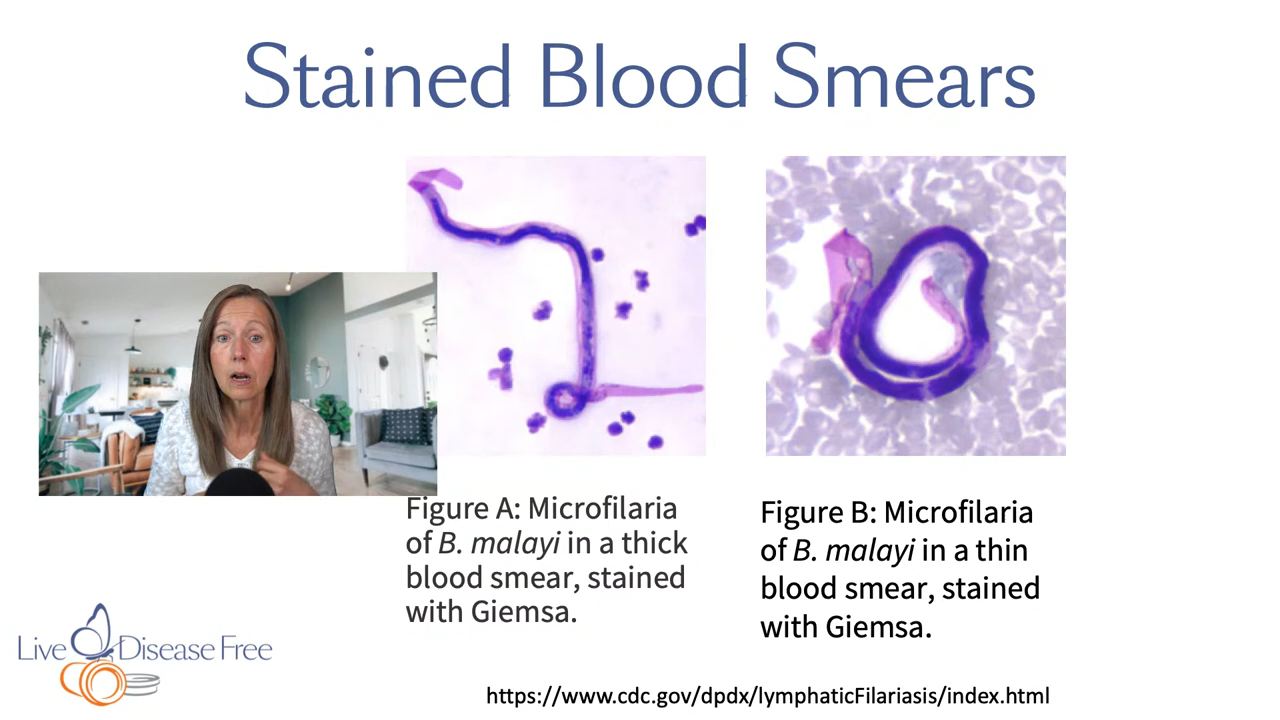 Stained Blood Smears
Figure A: Microfilaria
of B. malayi in a thick
blood smear, stained
with Giemsa.
Figure B: Microfilaria
of B. malayi in a thin
blood smear, stained
with Giemsa.
Live Disease Free
https://www.cdc.gov/dpdx/lymphaticFilariasis/index.html